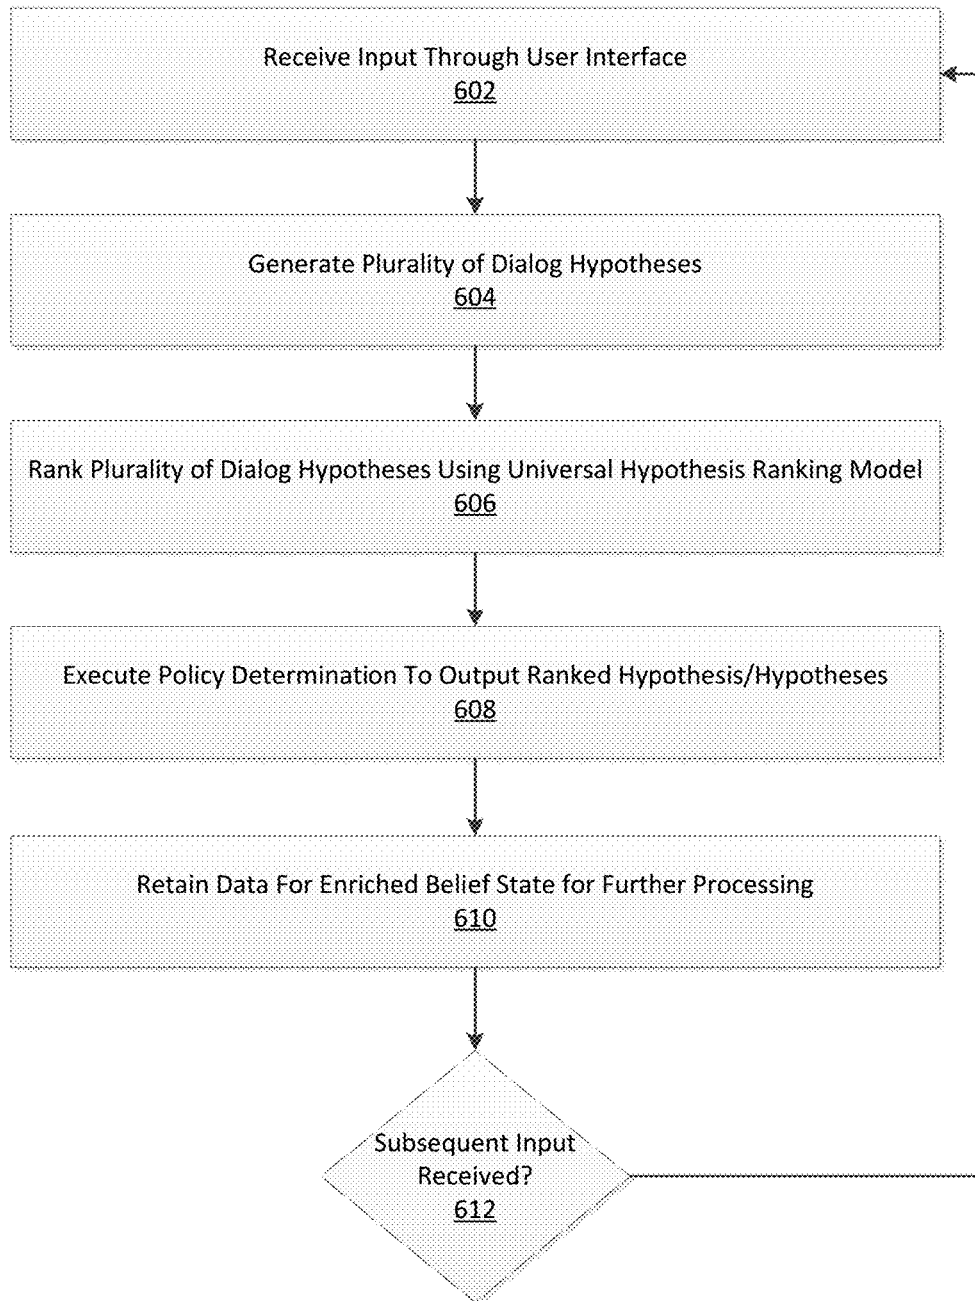 Receive Input Through User Interface
602
Generate Plurality of Dialog Hypotheses
604
Rank Plurality of Dialog Hypotheses Using Universal Hypothesis Ranking Model
606
Execute Policy Determination To Output Ranked Hypothesis/Hypotheses
608
Retain Data For Enriched Belief State for Further Processing
610
Subsequent Input
Received?
612